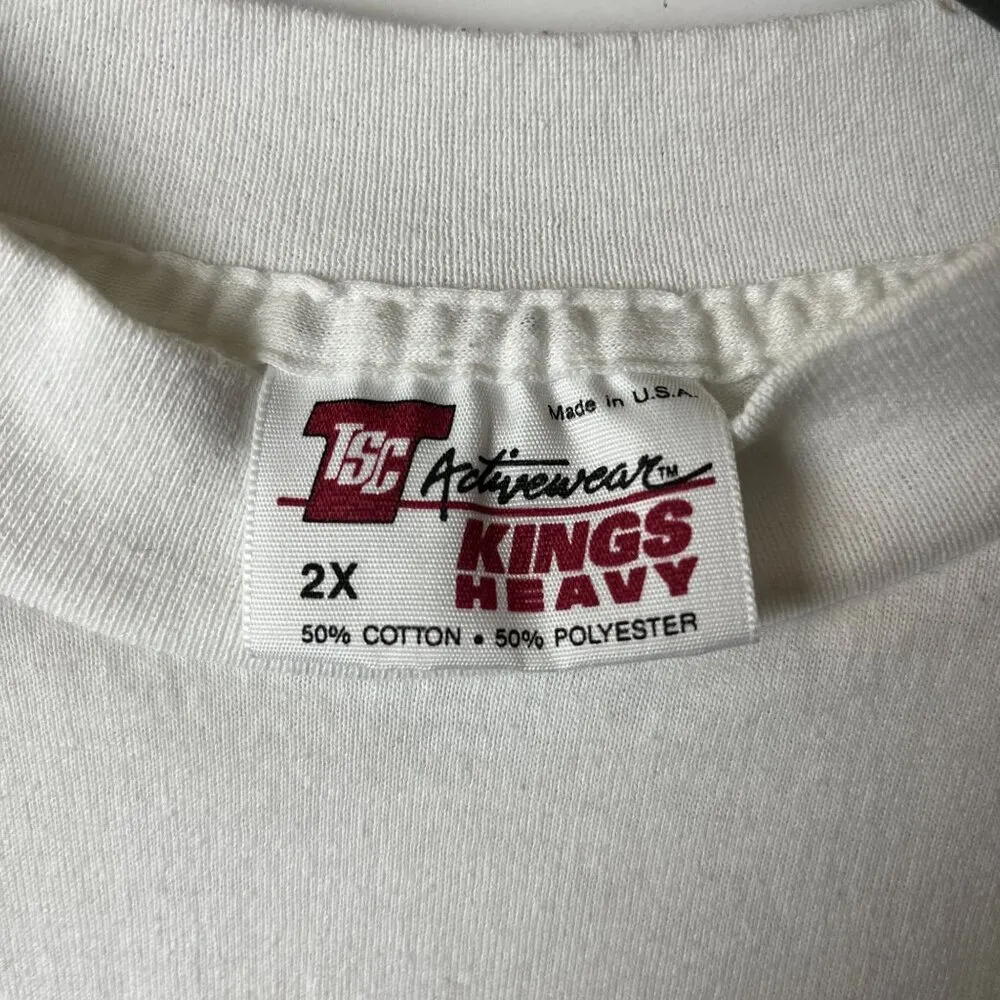 Made in U.S.A.
TSC
Activewear™
KINGS
2X
HEAVY
50% COTTON • 50% POLYESTER